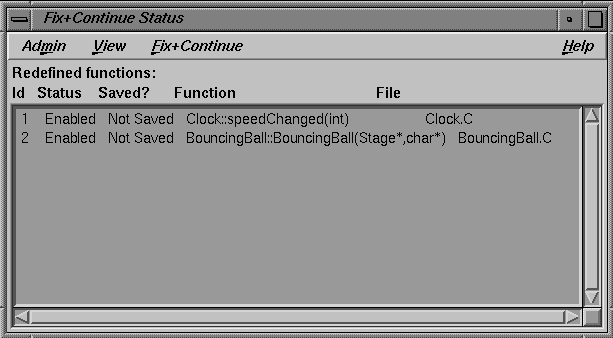 Fix+Continue Status
Admin View Fix+Continue Help
Redefined functions:
Id Status Saved? Function File
1 Enabled Not Saved Clock::speedChanged(int) Clock.C
2 Enabled Not Saved BouncingBall::BouncingBall(Stage*,char*) BouncingBall.C